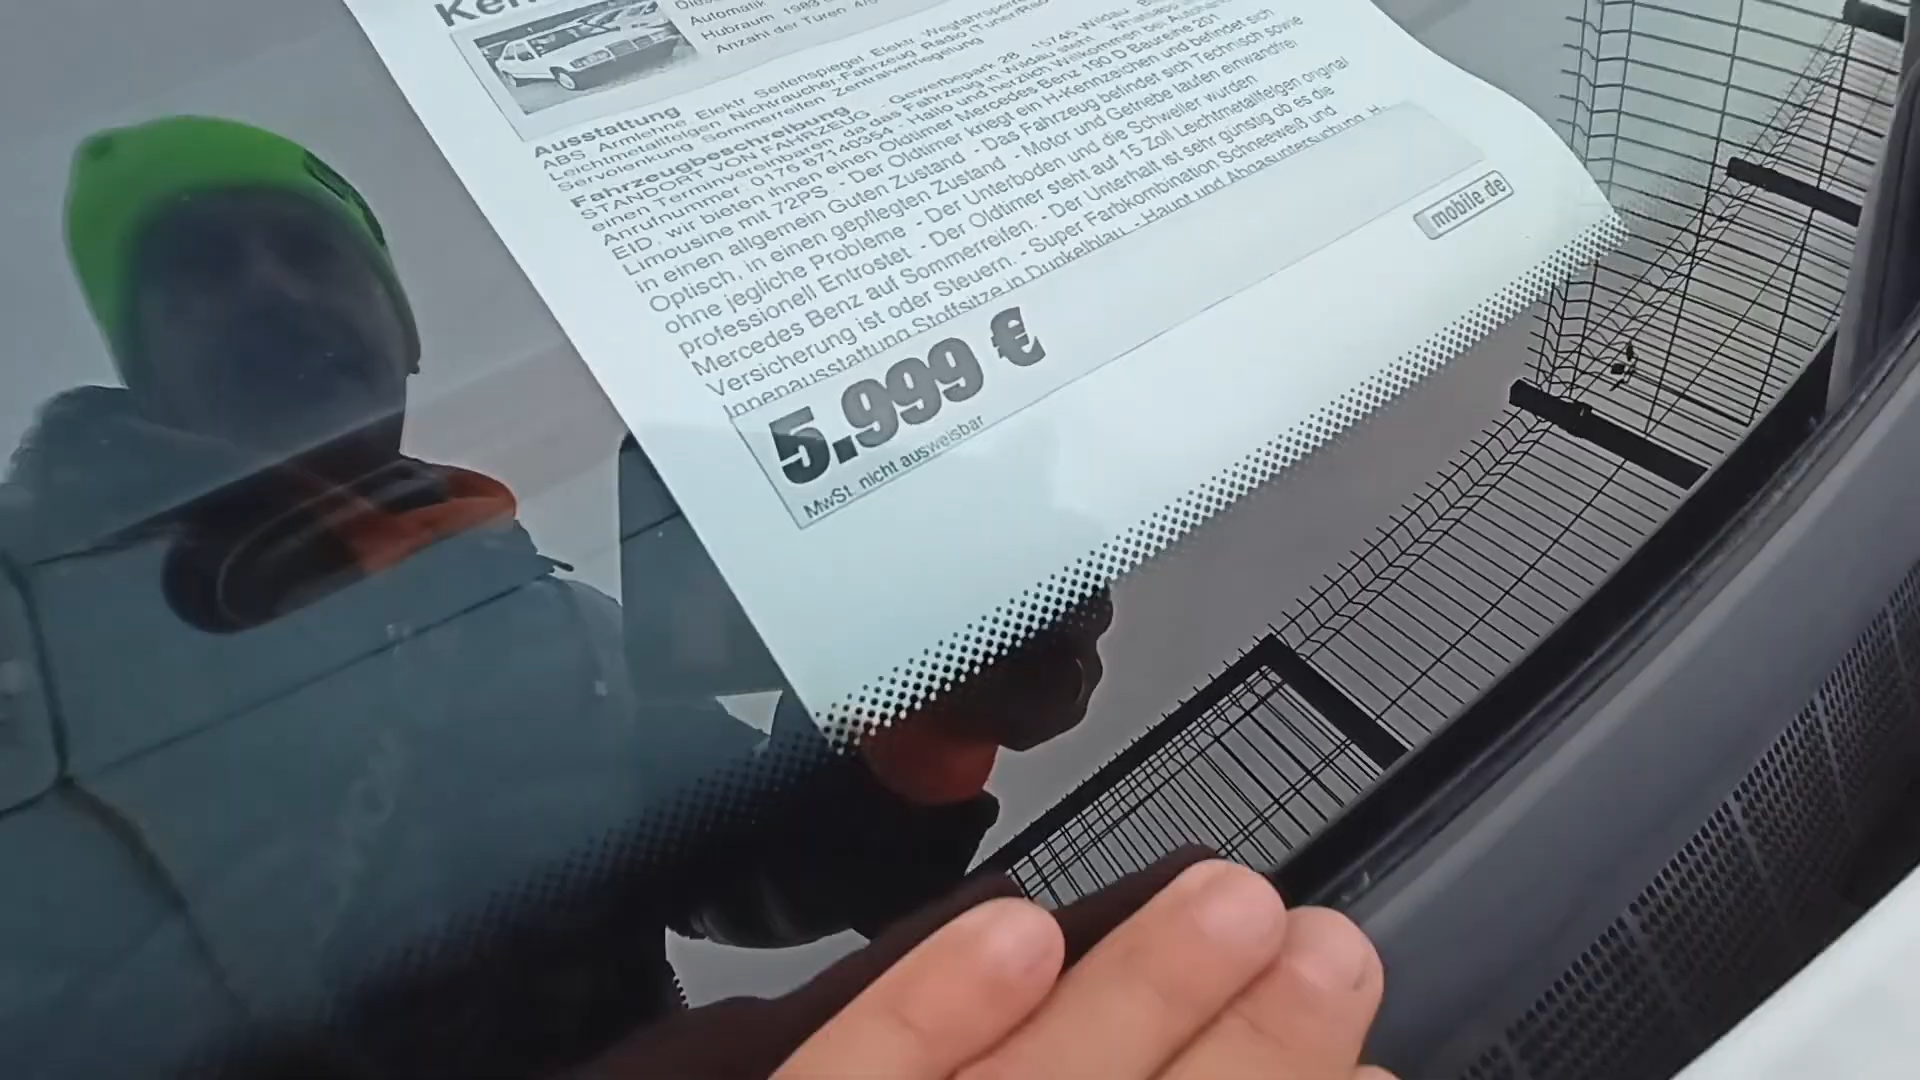 Automatik
Hubraum 1983
Anzahl der Türen 4/5
Ausstattung
ABS Armlehne Elektr. Seitenspiegel Elektr. Wegfahrsperre
Leichtmetallfelgen Nichtraucher-Fahrzeug Radio (Tuner/Radio
Servolenkung Sommerreifen Zentralverriegelung
Fahrzeugbeschreibung
STANDORT VON FAHRZEUG - Gewerbepark 28 15745 Wildau
einen Terminvereinbaren da das Fahrzeug in Wildau steht.
Anrufnummer: 0176 87140354 - Hallo und herzlich Willkommen bei
EID, wir bieten Ihnen einen Oldtimer Mercedes Benz 190 D Baureihe 201
Limousine mit 72PS. - Der Oldtimer kriegt ein H-Kennzeichen und befindet sich
in einen allgemein Guten Zustand - Das Fahrzeug befindet sich Technisch sowie
Optisch, in einen gepflegten Zustand - Motor und Getriebe laufen einwandfrei
ohne jegliche Probleme - Der Unterboden und die Schweller wurden
professionell Entrostet - Der Oldtimer steht auf 15 Zoll Leichtmetallfelgen original
Mercedes Benz auf Sommerreifen. - Der Unterhalt ist sehr günstig ob es die
Versicherung ist oder Steuern. - Super Farbkombination Schneeweiß und
Innenausstattung Stoffsitze in Dunkelblau. - Haupt und Abgasuntersuchung, H-
5.999 €
MwSt. nicht ausweisbar
mobile.de